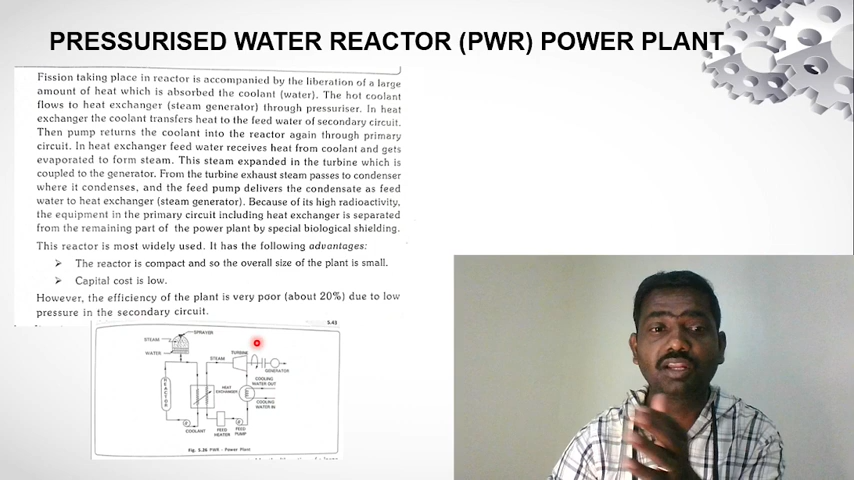 PRESSURISED WATER REACTOR (PWR) POWER PLANT
Fission taking place in reactor is accompanied by the liberation of a large
amount of heat which is absorbed the coolant (water). The hot coolant
flows to heat exchanger (steam generator) through pressuriser. In heat
exchanger the coolant transfers heat to the feed water of secondary circuit.
Then pump returns the coolant into the reactor again through primary
circuit. In heat exchanger feed water receives heat from coolant and gets
evaporated to form steam. This steam expanded in the turbine which is
coupled to the generator. From the turbine exhaust steam passes to condenser
where it condenses, and the feed pump delivers the condensate as feed
water to heat exchanger (steam generator). Because of its high radioactivity,
the equipment in the primary circuit including heat exchanger is separated
from the remaining part of the power plant by special biological shielding.
This reactor is most widely used. It has the following advantages:
➢ The reactor is compact and so the overall size of the plant is small.
➢ Capital cost is low.
However, the efficiency of the plant is very poor (about 20%) due to low
pressure in the secondary circuit.
5.43
SPRAYER
STEAM
WATER
TURBINE
STEAM
GENERATOR
REACTOR
HEAT
EXCHANGER
COOLING
WATER OUT
COOLING
WATER IN
COOLANT
FEED
HEATER
FEED
PUMP
Fig. 5.26 PWR - Power Plant